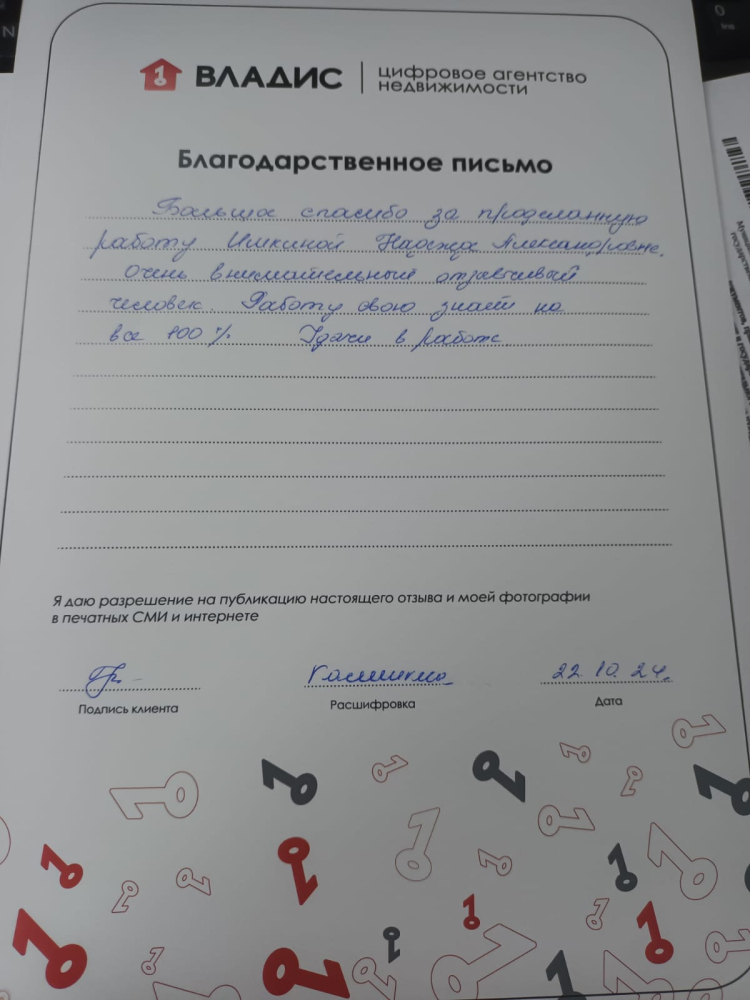 ВЛАДИС
цифровое агентство
недвижимости
Благодарственное письмо
Большое спасибо за проделанную
работу Надежде Александровне.
Очень внимательный отзывчивый
человек. Работу свою знает на
все 100 % Удачи в работе
Я даю разрешение на публикацию настоящего отзыва и моей фотографии
в печатных СМИ и интернете
22.10.24.
Подпись клиента
Расшифровка
Дата